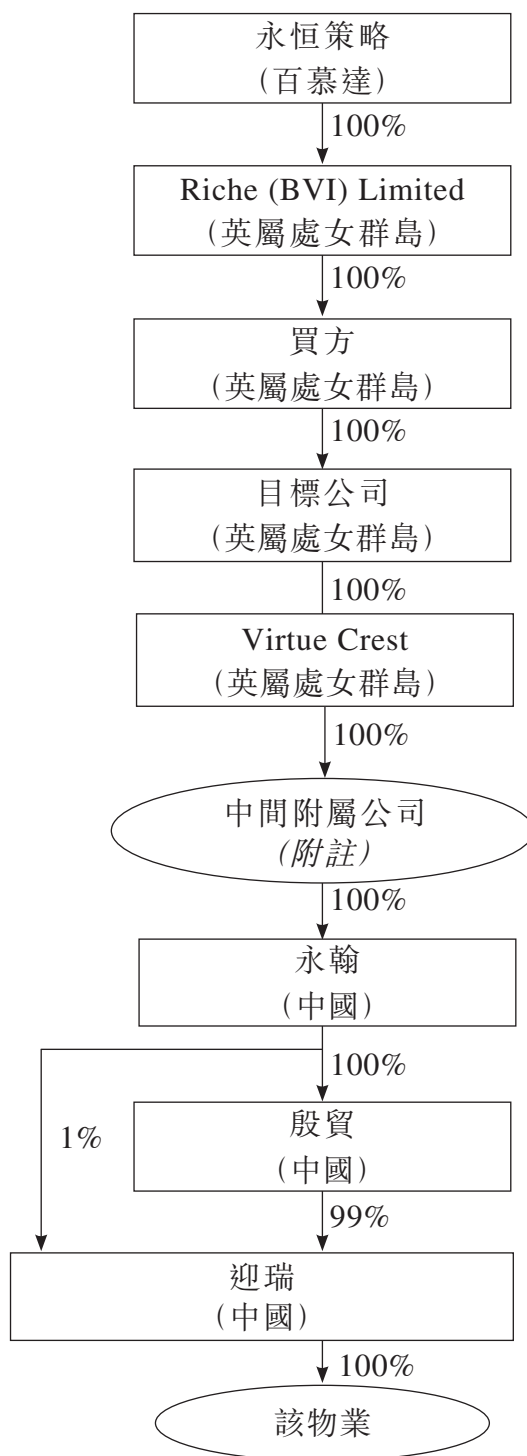 永恒策略
(百慕達)
100%
Riche (BVI) Limited
(英屬處女群島)
100%
買方
(英屬處女群島)
100%
目標公司
(英屬處女群島)
100%
Virtue Crest
(英屬處女群島)
100%
中間附屬公司
(附註)
100%
永翰
(中國)
100%
1%
殷貿
(中國)
99%
迎瑞
(中國)
100%
該物業